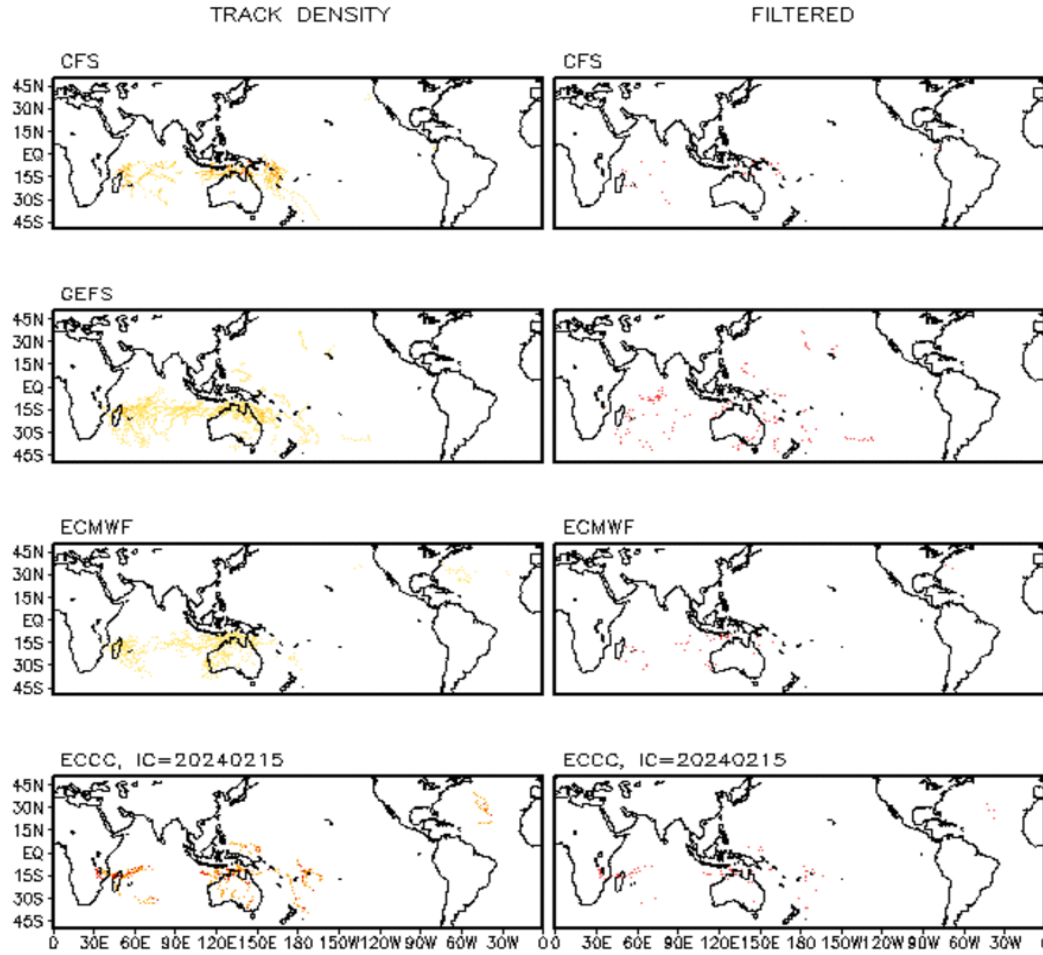 TRACK DENSITY FILTERED
CFS CFS
45N
30N
15N
EQ
15S
30S
45S
GEFS
45N
30N
15N
EQ
15S
30S
45S
ECMWF ECMWF
45N
30N
15N
EQ
15S
30S
45S
ECCC, IC=20240215 ECCC, IC=20240215
45N
30N
15N
EQ
15S
30S
45S
0 30E 60E 90E 120E 150E 180 150W 120W 90W 60W 30W 0 30E 60E 90E 120E 150E 180 150W 120W 90W 60W 30W